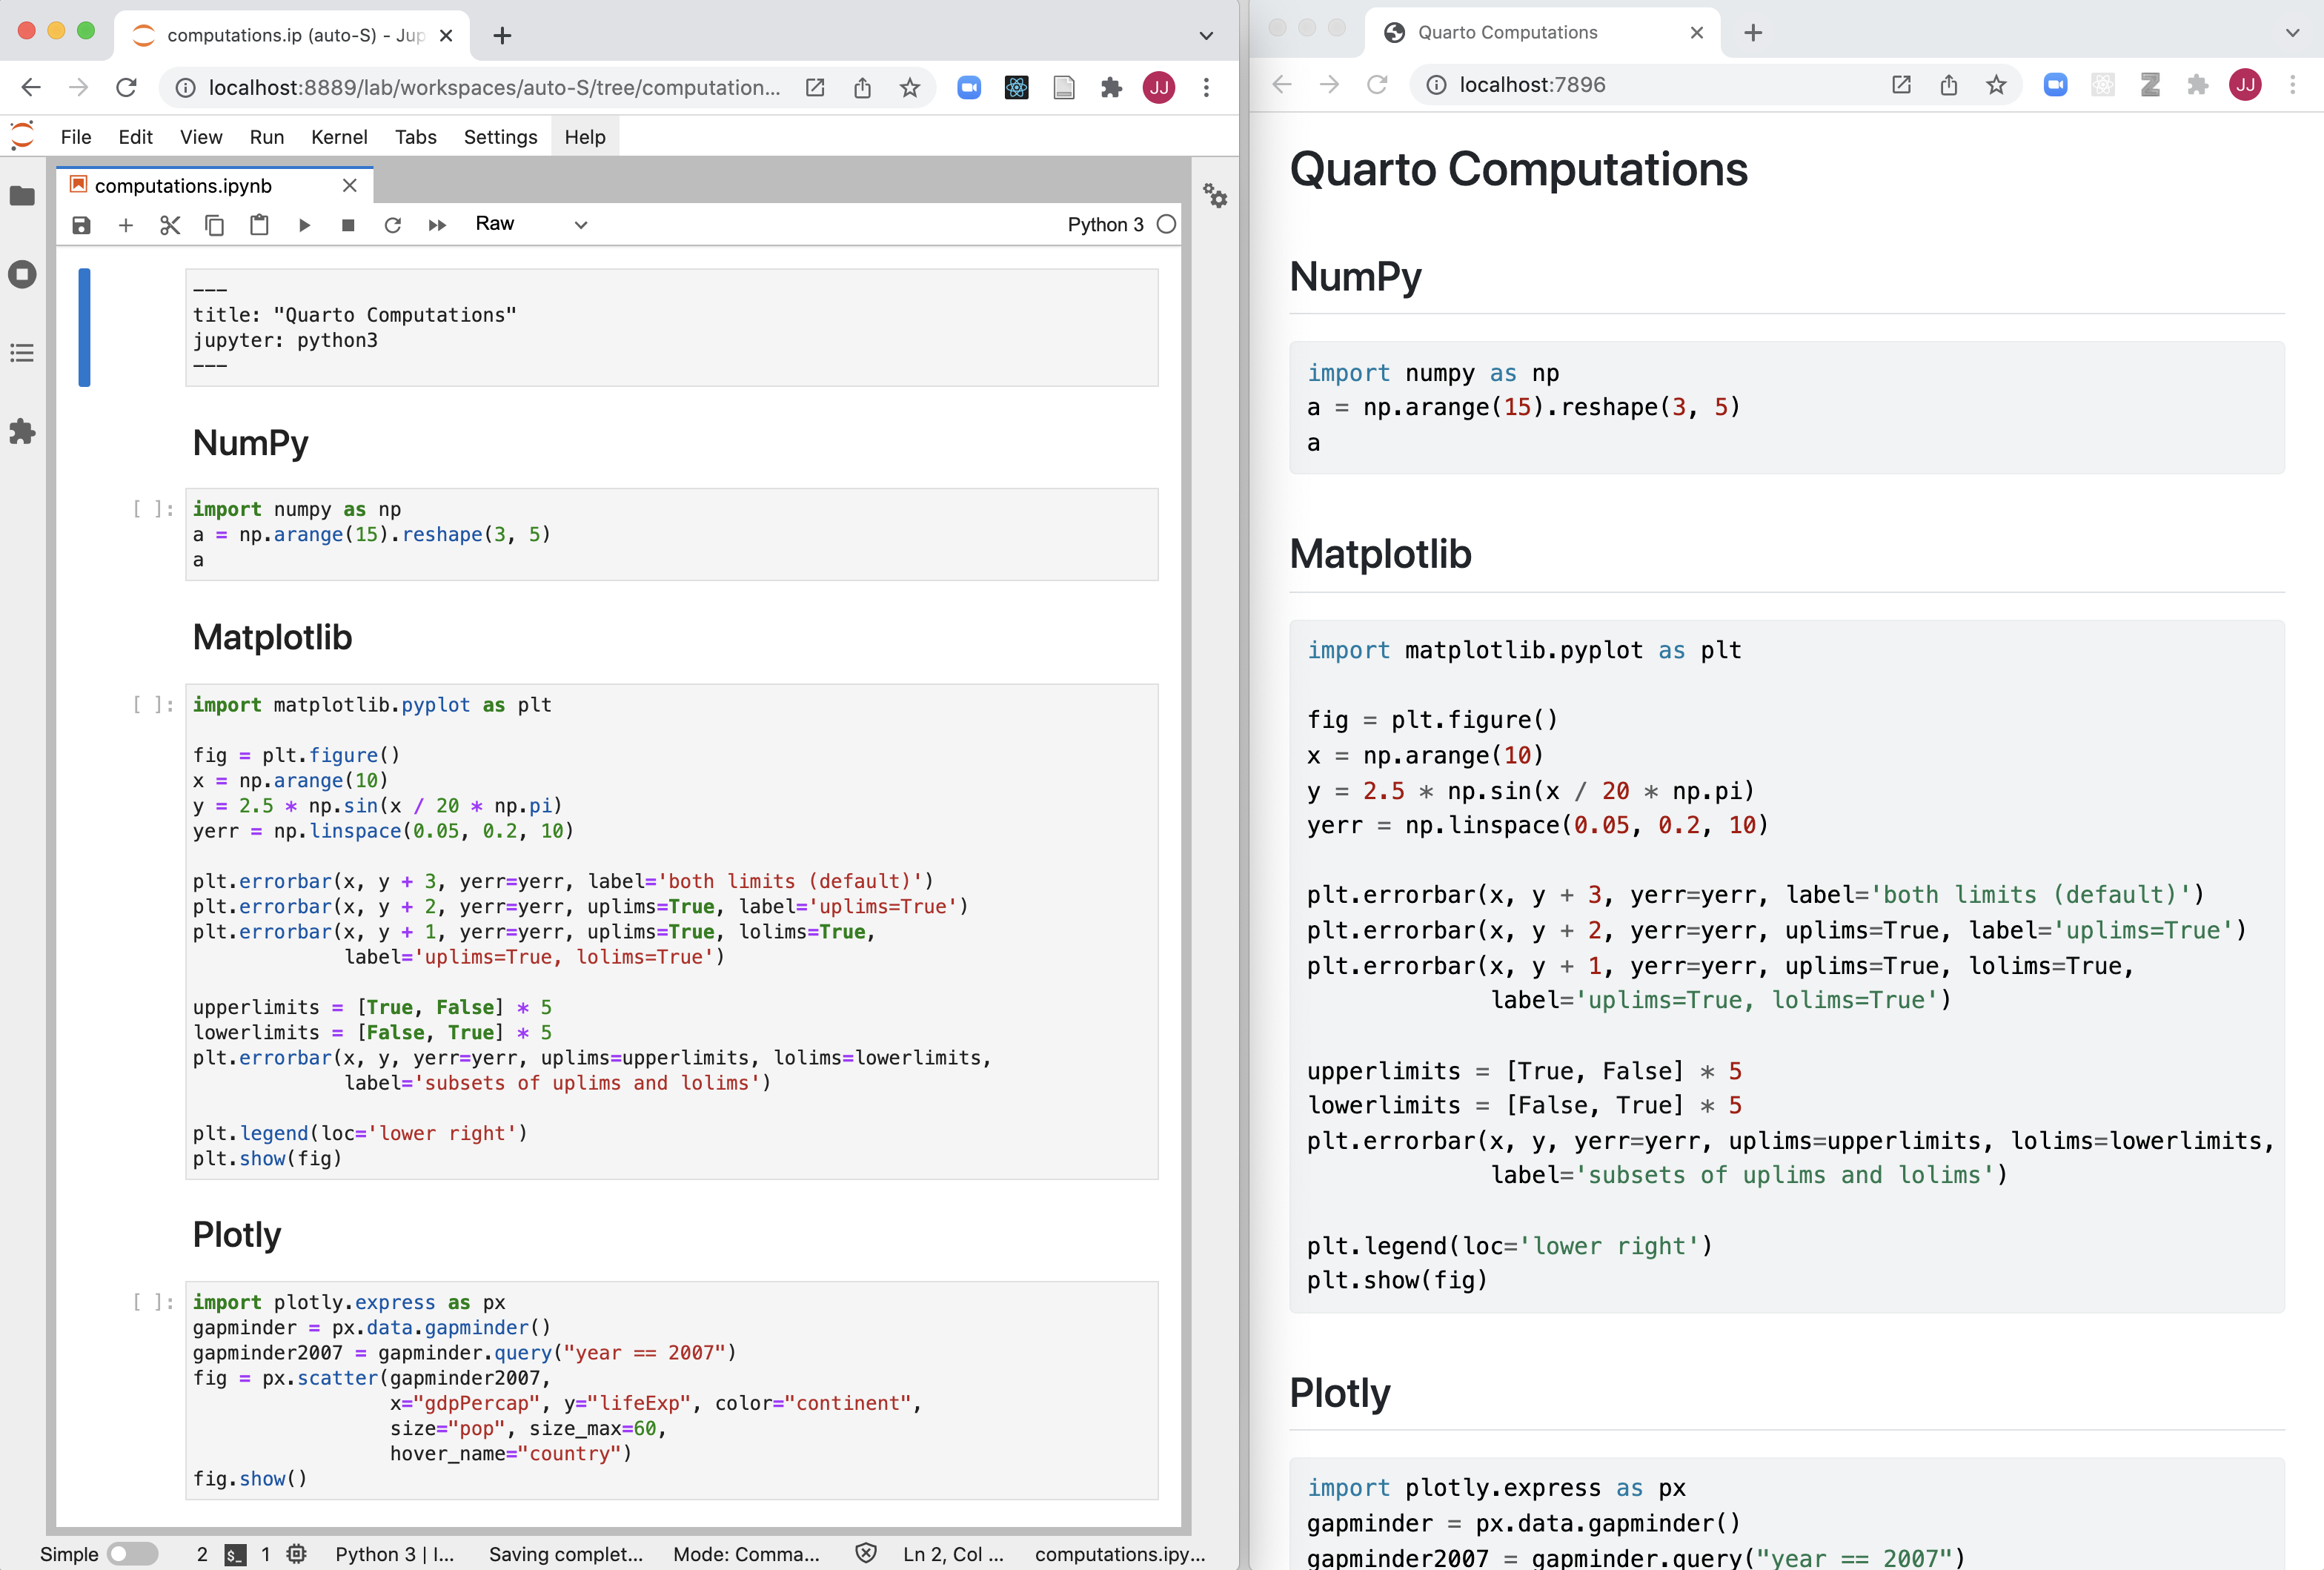 computations.ip (auto-S) - Jup
localhost:8889/lab/workspaces/auto-S/tree/computation...
JJ
File Edit View Run Kernel Tabs Settings Help
computations.ipynb
Raw
Python 3
---
title: "Quarto Computations"
jupyter: python3
---
NumPy
[ ]:
import numpy as np
a = np.arange(15).reshape(3, 5)
a
Matplotlib
[ ]:
import matplotlib.pyplot as plt
fig = plt.figure()
x = np.arange(10)
y = 2.5 * np.sin(x / 20 * np.pi)
yerr = np.linspace(0.05, 0.2, 10)
plt.errorbar(x, y + 3, yerr=yerr, label='both limits (default)')
plt.errorbar(x, y + 2, yerr=yerr, uplims=True, label='uplims=True')
plt.errorbar(x, y + 1, yerr=yerr, uplims=True, lolims=True,
label='uplims=True, lolims=True')
upperlimits = [True, False] * 5
lowerlimits = [False, True] * 5
plt.errorbar(x, y, yerr=yerr, uplims=upperlimits, lolims=lowerlimits,
label='subsets of uplims and lolims')
plt.legend(loc='lower right')
plt.show(fig)
Plotly
[ ]:
import plotly.express as px
gapminder = px.data.gapminder()
gapminder2007 = gapminder.query("year == 2007")
fig = px.scatter(gapminder2007,
x="gdpPercap", y="lifeExp", color="continent",
size="pop", size_max=60,
hover_name="country")
fig.show()
Simple 2 $_ 1 Python 3 | I... Saving complet... Mode: Comma... Ln 2, Col ... computations.ipy...
Quarto Computations
localhost:7896
JJ
Quarto Computations
NumPy
import numpy as np
a = np.arange(15).reshape(3, 5)
a
Matplotlib
import matplotlib.pyplot as plt
fig = plt.figure()
x = np.arange(10)
y = 2.5 * np.sin(x / 20 * np.pi)
yerr = np.linspace(0.05, 0.2, 10)
plt.errorbar(x, y + 3, yerr=yerr, label='both limits (default)')
plt.errorbar(x, y + 2, yerr=yerr, uplims=True, label='uplims=True')
plt.errorbar(x, y + 1, yerr=yerr, uplims=True, lolims=True,
label='uplims=True, lolims=True')
upperlimits = [True, False] * 5
lowerlimits = [False, True] * 5
plt.errorbar(x, y, yerr=yerr, uplims=upperlimits, lolims=lowerlimits,
label='subsets of uplims and lolims')
plt.legend(loc='lower right')
plt.show(fig)
Plotly
import plotly.express as px
gapminder = px.data.gapminder()
gapminder2007 = gapminder.query("year == 2007")